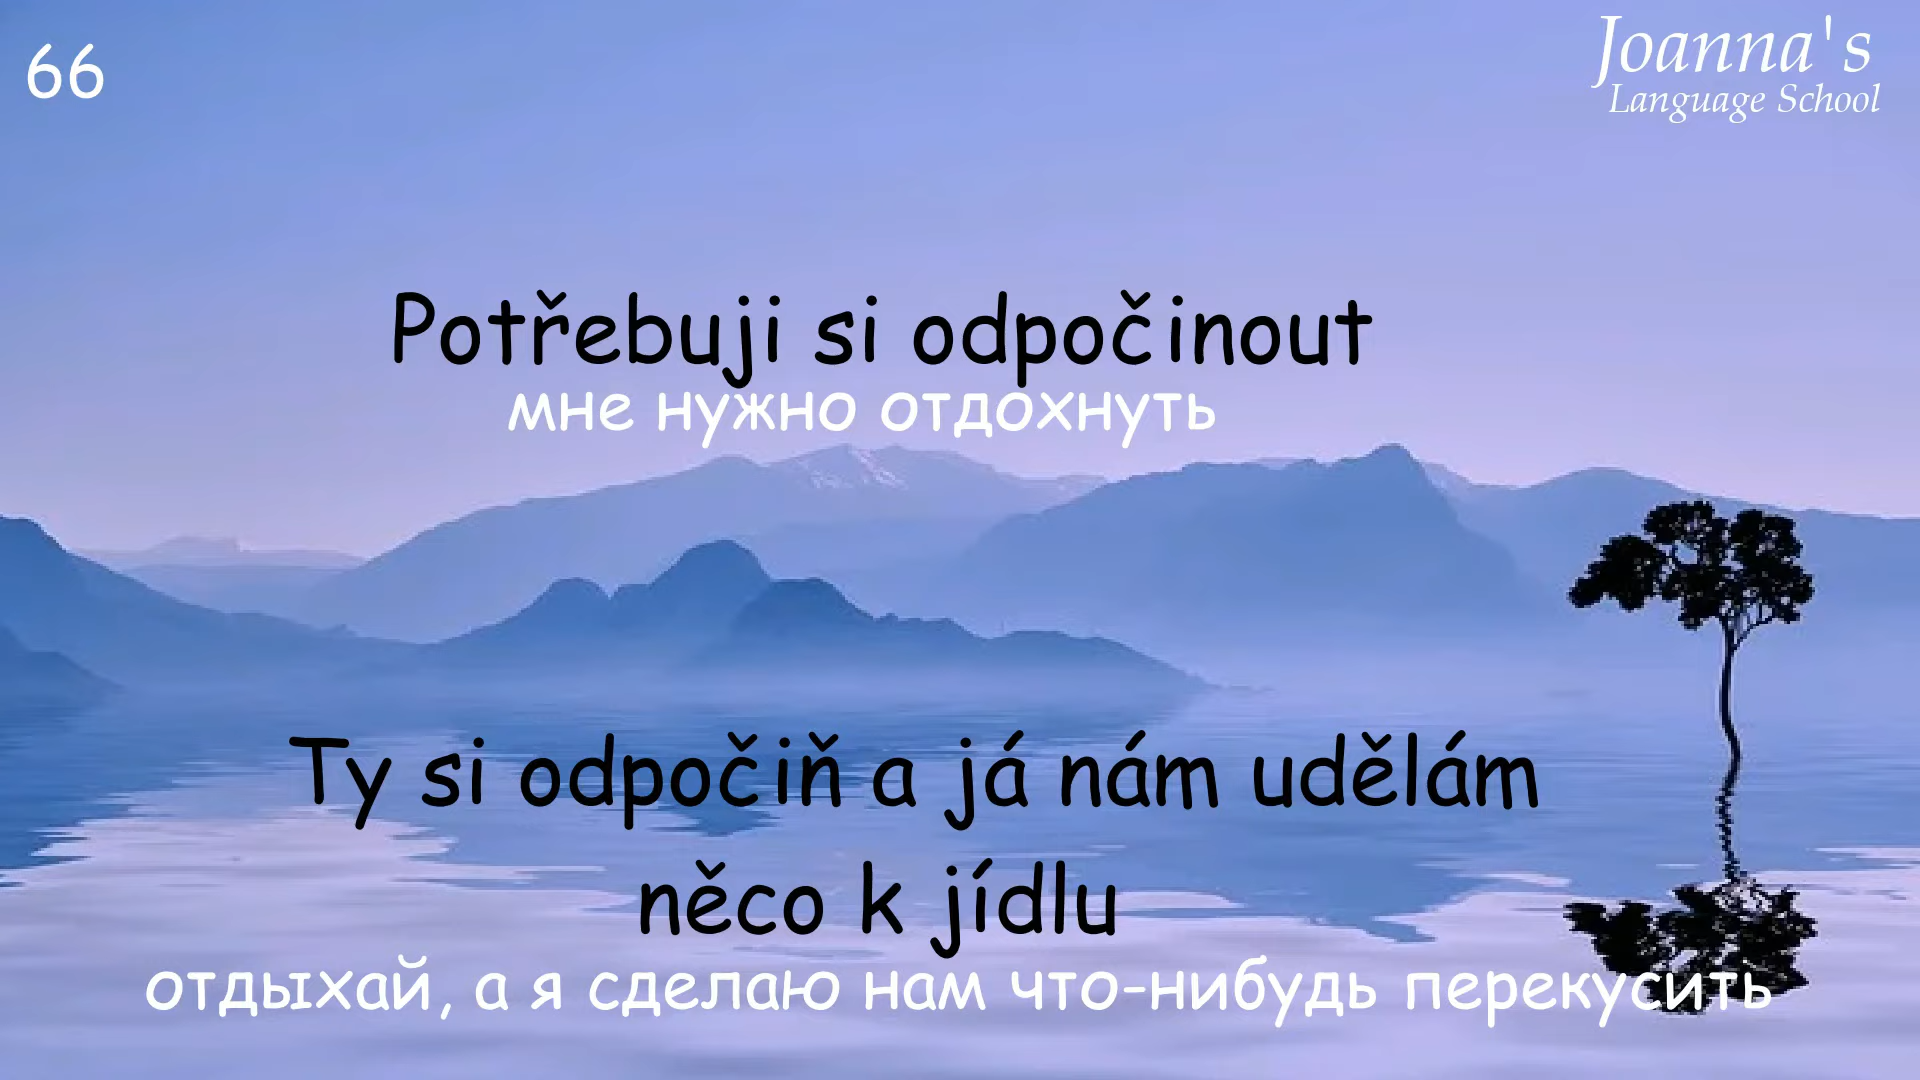 66
Joanna's
Language School
Potřebuji si odpočinout
мне нужно отдохнуть
Ty si odpočiň a já nám udělám
něco k jídlu
отдыхай, а я сделаю нам что-нибудь перекусить